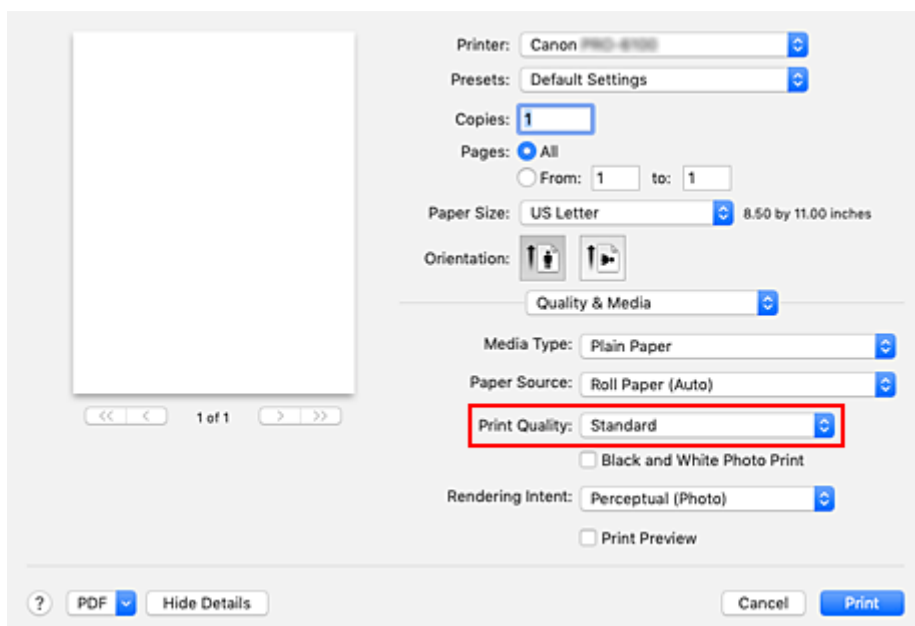 Printer: Canon
Presets: Default Settings
Copies: 1
Pages: All
From: 1 to: 1
Paper Size: US Letter 8.50 by 11.00 inches
Orientation:
Quality & Media
Media Type: Plain Paper
Paper Source: Roll Paper (Auto)
<< < 1 of 1 > >>
Print Quality: Standard
Black and White Photo Print
Rendering Intent: Perceptual (Photo)
Print Preview
? PDF Hide Details Cancel Print